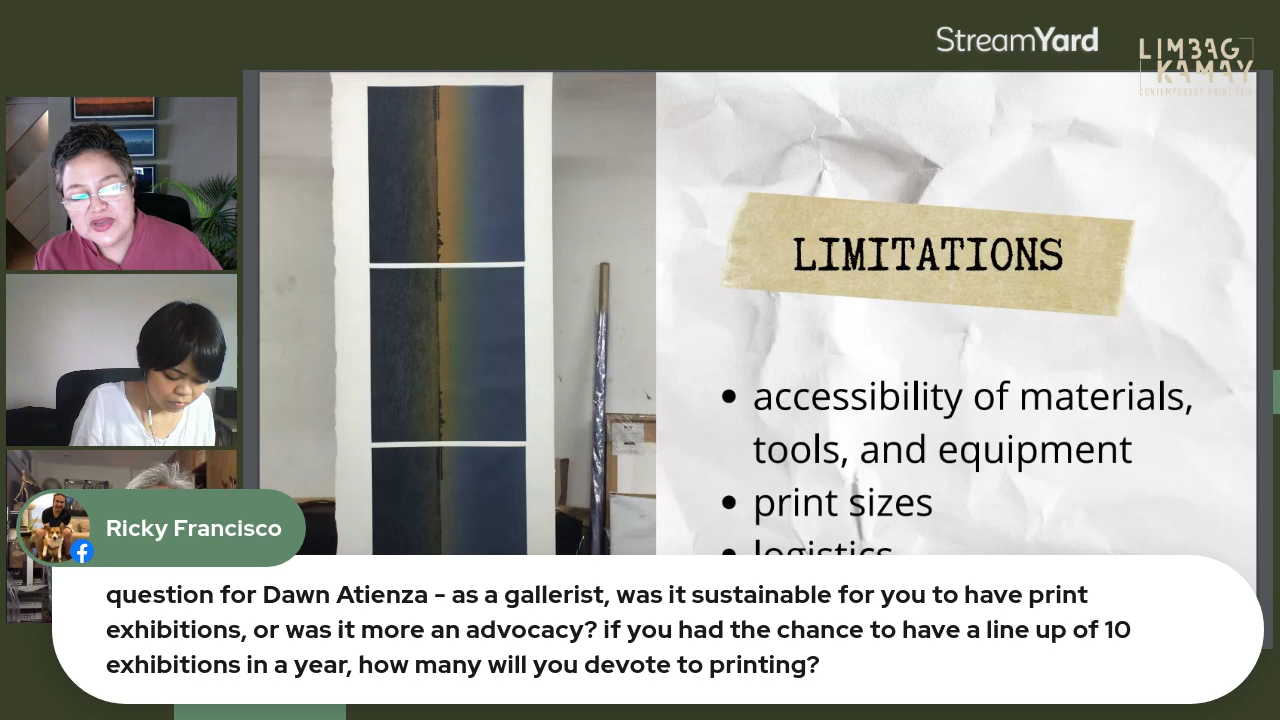 StreamYard
LIMBAG
KAMAY
CONTEMPORARY PRINT FAIR
LIMITATIONS
• accessibility of materials,
tools, and equipment
• print sizes
• logistics
Ricky Francisco
question for Dawn Atienza - as a gallerist, was it sustainable for you to have print
exhibitions, or was it more an advocacy? if you had the chance to have a line up of 10
exhibitions in a year, how many will you devote to printing?